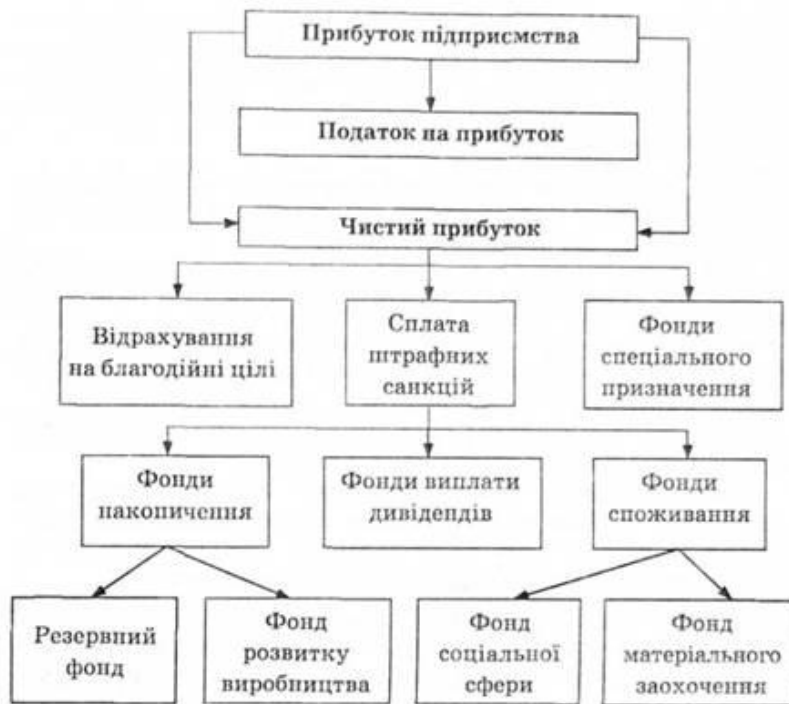 Прибуток підприємства
Податок на прибуток
Чистий прибуток
Відрахування
на благодійні цілі
Сплата
штрафних
санкцій
Фонди
спеціального
призначення
Фонди
накопичення
Фонди виплати
дивідендів
Фонди
споживання
Резервний
фонд
Фонд
розвитку
виробництва
Фонд
соціальної
сфери
Фонд
матеріального
заохочення